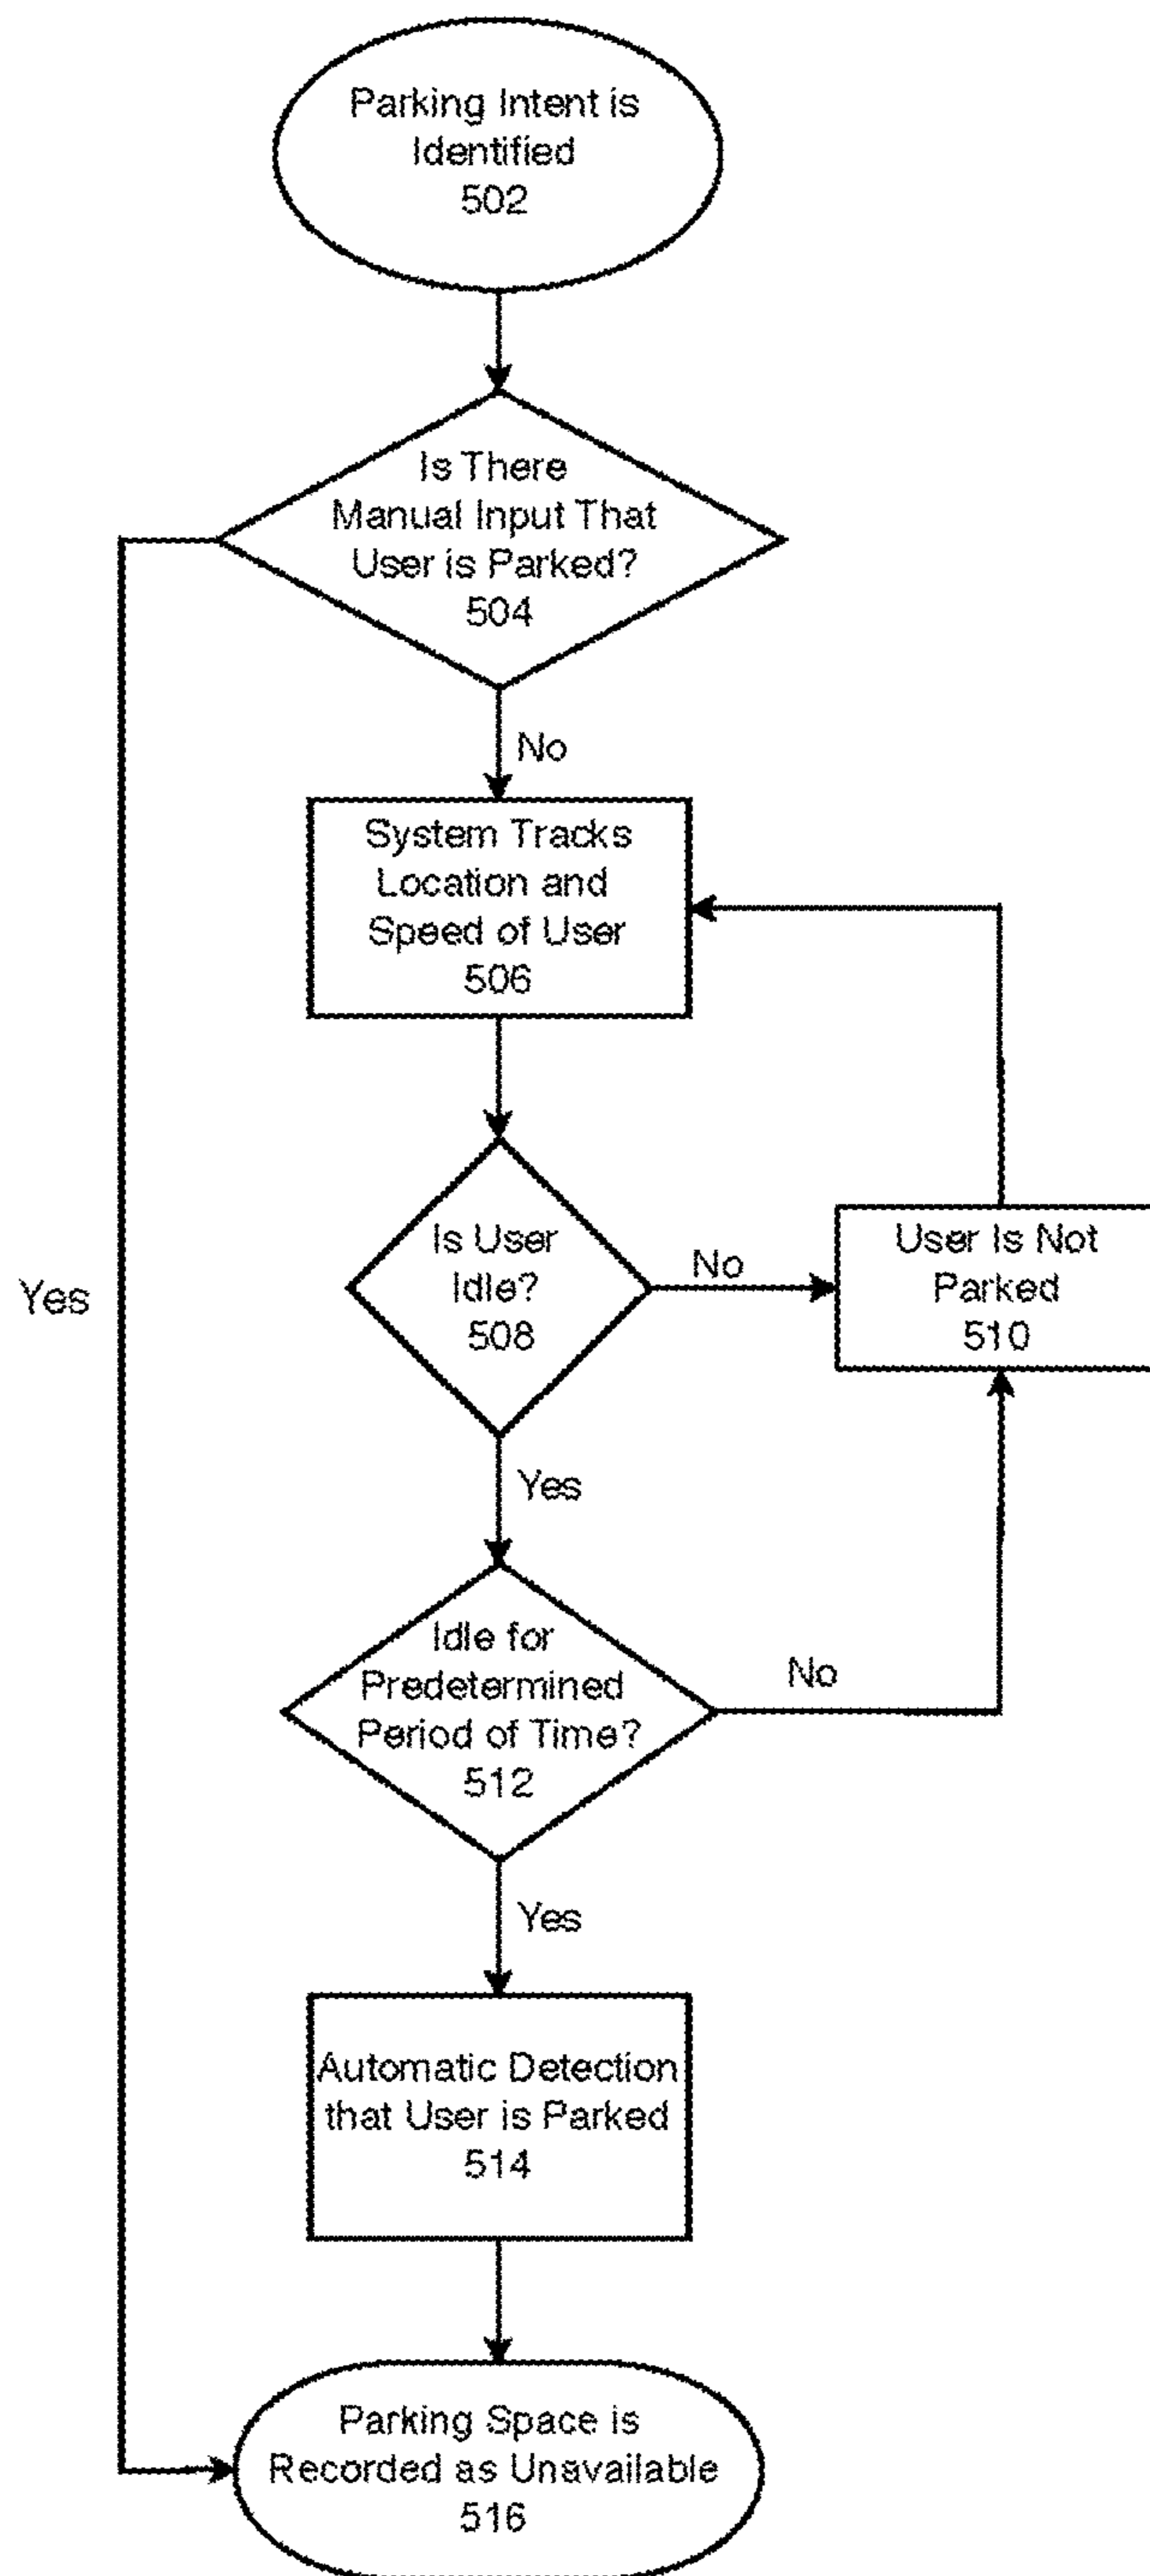 Parking Intent is
Identified
502
Is There
Manual Input That
User is Parked?
504
No
System Tracks
Location and
Speed of User
506
Is User
Idle?
508
No
User Is Not
Parked
510
Yes
Yes
Idle for
Predetermined
Period of Time?
512
No
Yes
Automatic Detection
that User is Parked
514
Parking Space is
Recorded as Unavailable
516